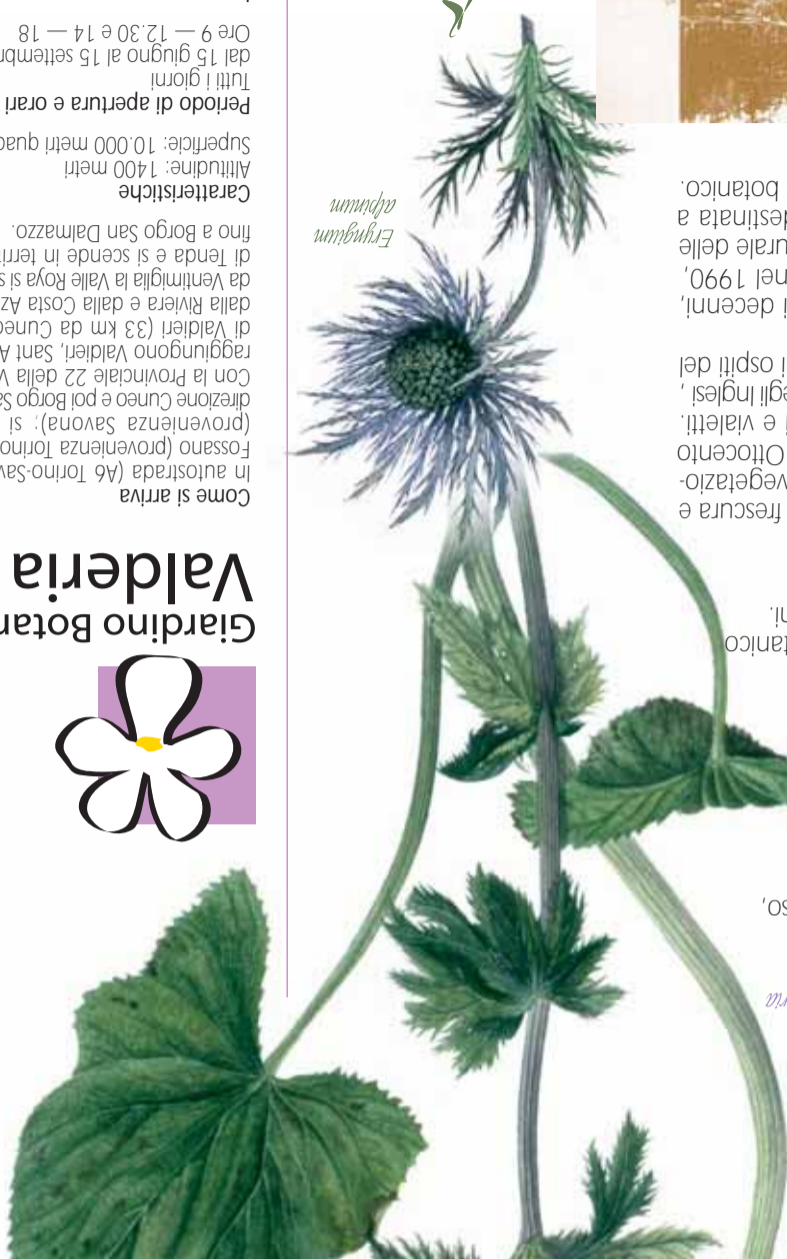 so,
tanico
ni.
frescura e
vegetazio-
Ottocento
i e vialetti.
egli Inglesi ,
i ospiti del
i decenni,
nel 1990,
urale delle
destinata a
botanico.
Eryngium
alpinum
Giardino Botan
Valderia
Come si arriva
In autostrada (A6 Torino-Sav
Fossano (provenienza Torino
(provenienza Savona); si
direzione Cuneo e poi Borgo Sa
Con la Provinciale 22 della V
raggiungono Valdieri, Sant A
di Valdieri (33 km da Cuneo
dalla Riviera e dalla Costa Az
da Ventimiglia la Valle Roya si s
di Tenda e si scende in territ
fino a Borgo San Dalmazzo.
Caratteristiche
Altitudine: 1400 metri
Superficie: 10.000 metri quad
Periodo di apertura e orari
Tutti i giorni
dal 15 giugno al 15 settembr
Ore 9 — 12.30 e 14 — 18